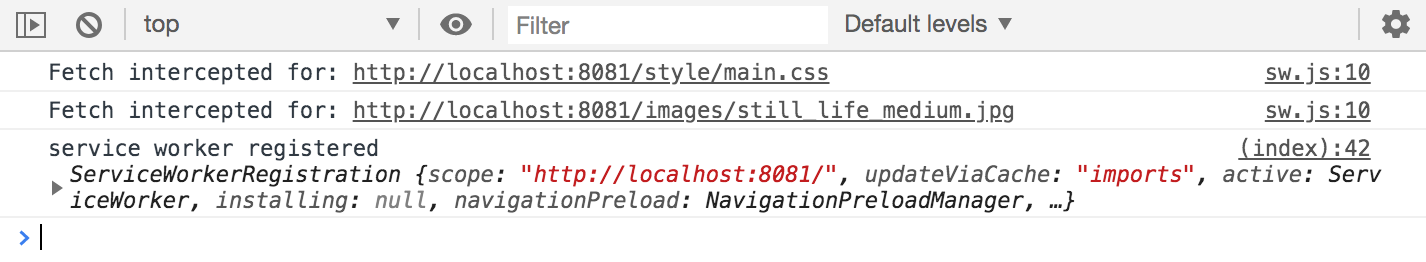 top Filter Default levels
Fetch intercepted for: http://localhost:8081/style/main.css sw.js:10
Fetch intercepted for: http://localhost:8081/images/still_life_medium.jpg sw.js:10
service worker registered (index):42
ServiceWorkerRegistration {scope: "http://localhost:8081/", updateViaCache: "imports", active: Serv
iceWorker, installing: null, navigationPreload: NavigationPreloadManager, …}